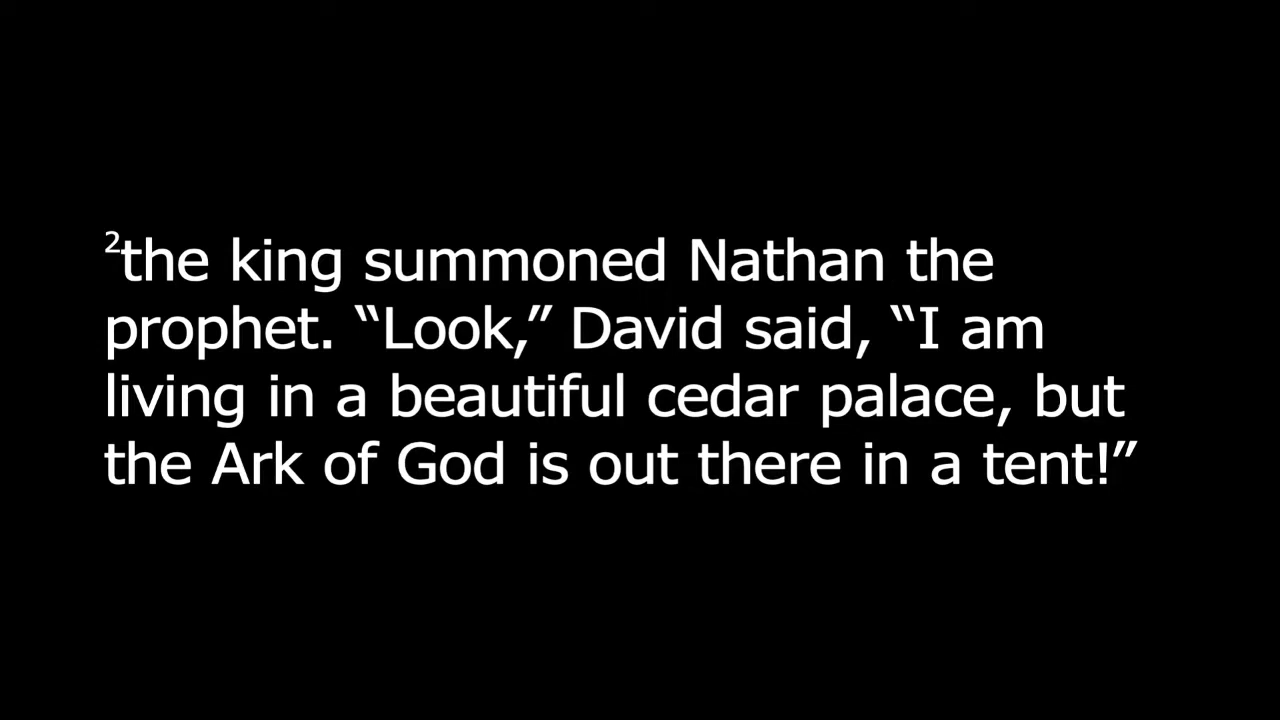 ²the king summoned Nathan the
prophet. “Look,” David said, “I am
living in a beautiful cedar palace, but
the Ark of God is out there in a tent!”